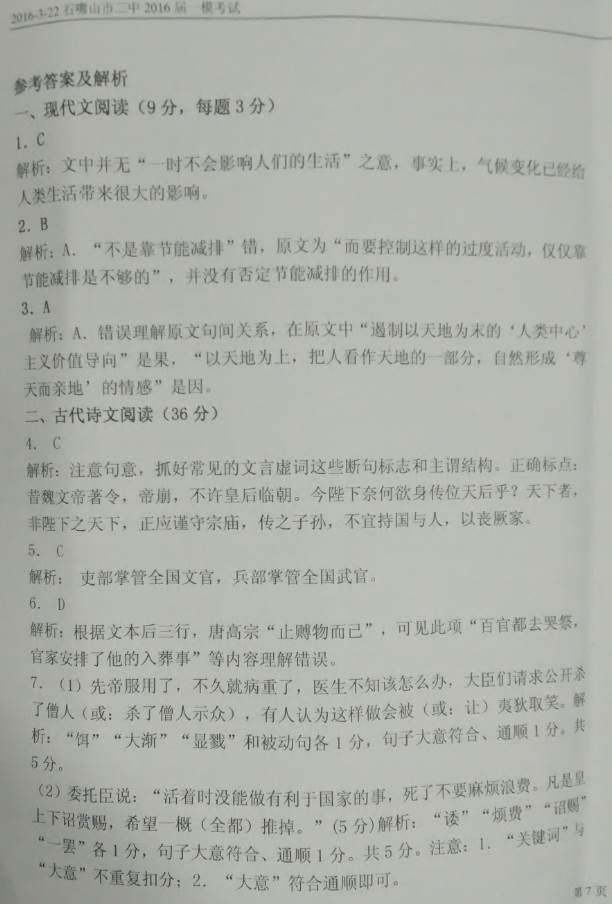 2016-3-22 石嘴山市二中 2016 届一模考试
参考答案及解析
一、现代文阅读（9 分，每题 3 分）
1. C
解析：文中并无“一时不会影响人们的生活”之意，事实上，气候变化已经给
人类生活带来很大的影响。
2. B
解析：A．“不是靠节能减排”错，原文为“而要控制这样的过度活动，仅仅靠
节能减排是不够的”，并没有否定节能减排的作用。
3. A
解析：A．错误理解原文句间关系，在原文中“遏制以天地为末的‘人类中心’
主义价值导向”是果，“以天地为上，把人看作天地的一部分，自然形成‘尊
天而亲地’的情感”是因。
二、古代诗文阅读（36 分）
4. C
解析：注意句意，抓好常见的文言虚词这些断句标志和主谓结构。正确标点：
昔魏文帝著令，帝崩，不许皇后临朝。今陛下奈何欲身传位天后乎？天下者，
非陛下之天下，正应谨守宗庙，传之子孙，不宜持国与人，以丧厥家。
5. C
解析： 吏部掌管全国文官，兵部掌管全国武官。
6. D
解析：根据文本后三行，唐高宗“止赙物而已”，可见此项“百官都去哭祭，
官家安排了他的入葬事”等内容理解错误。
7．（1）先帝服用了，不久就病重了，医生不知该怎么办，大臣们请求公开杀
了僧人（或：杀了僧人示众），有人认为这样做会被（或：让）夷狄取笑。解
析：“饵”“大渐”“显戮”和被动句各 1 分，句子大意符合、通顺 1 分。共
5 分。
（2）委托臣说：“活着时没能做有利于国家的事，死了不要麻烦浪费。凡是皇
上下诏赏赐，希望一概（全都）推掉。”(5 分)解析：“诿”“烦费”“诏赐”
“一罢”各 1 分，句子大意符合、通顺 1 分。共 5 分。注意：1．“关键词”与
“大意”不重复扣分；2．“大意”符合通顺即可。
第 7 页